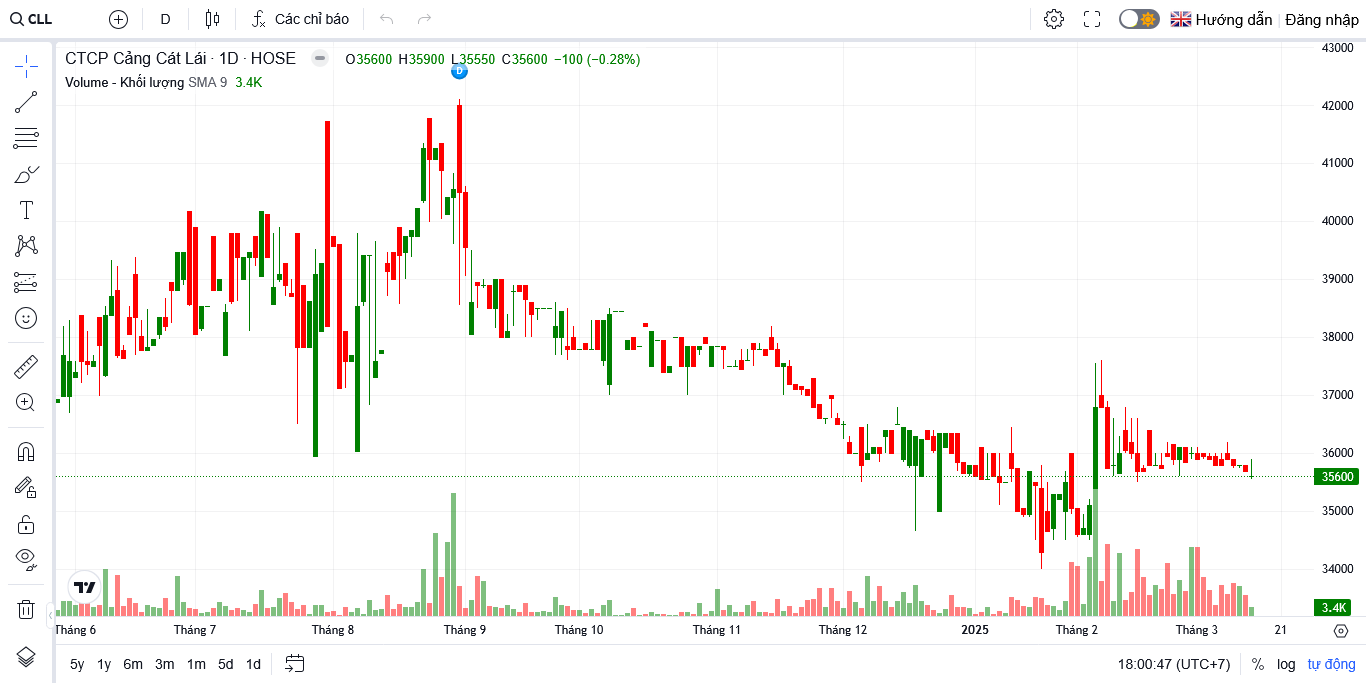 CLL D Các chỉ báo Hướng dẫn Đăng nhập
CTCP Cảng Cát Lái · 1D · HOSE O35600 H35900 L35550 C35600 −100 (−0.28%)
D
Volume - Khối lượng SMA 9 3.4K
43000
42000
41000
40000
39000
38000
37000
36000
35600
35000
34000
3.4K
Tháng 6 Tháng 7 Tháng 8 Tháng 9 Tháng 10 Tháng 11 Tháng 12 2025 Tháng 2 Tháng 3 21
5y 1y 6m 3m 1m 5d 1d 18:00:47 (UTC+7) % log tự động